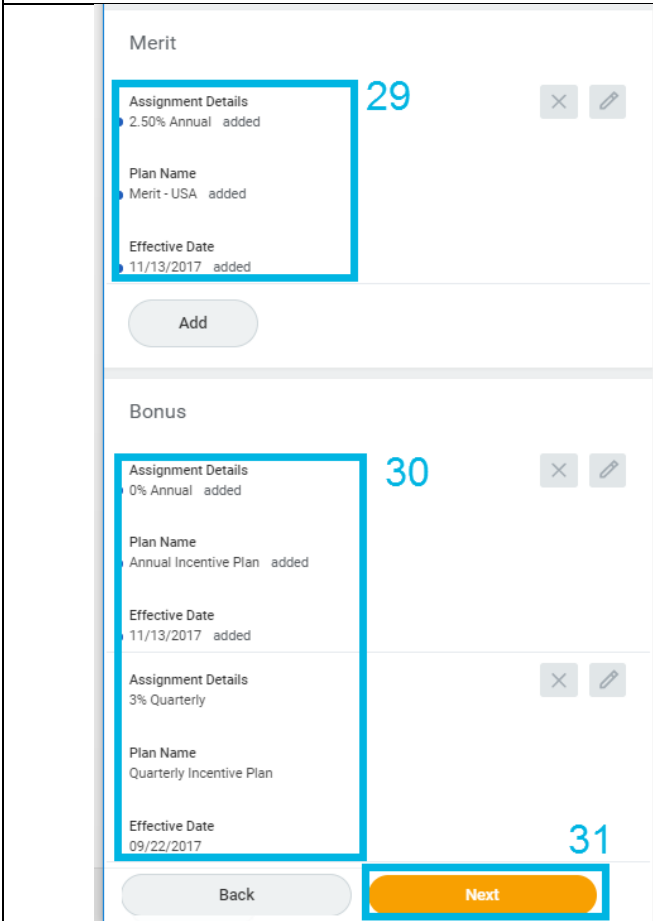 Merit
29
Assignment Details
2.50% Annual added
Plan Name
Merit - USA added
Effective Date
11/13/2017 added
Add
Bonus
30
Assignment Details
0% Annual added
Plan Name
Annual Incentive Plan added
Effective Date
11/13/2017 added
Assignment Details
3% Quarterly
Plan Name
Quarterly Incentive Plan
Effective Date
09/22/2017
31
Back Next